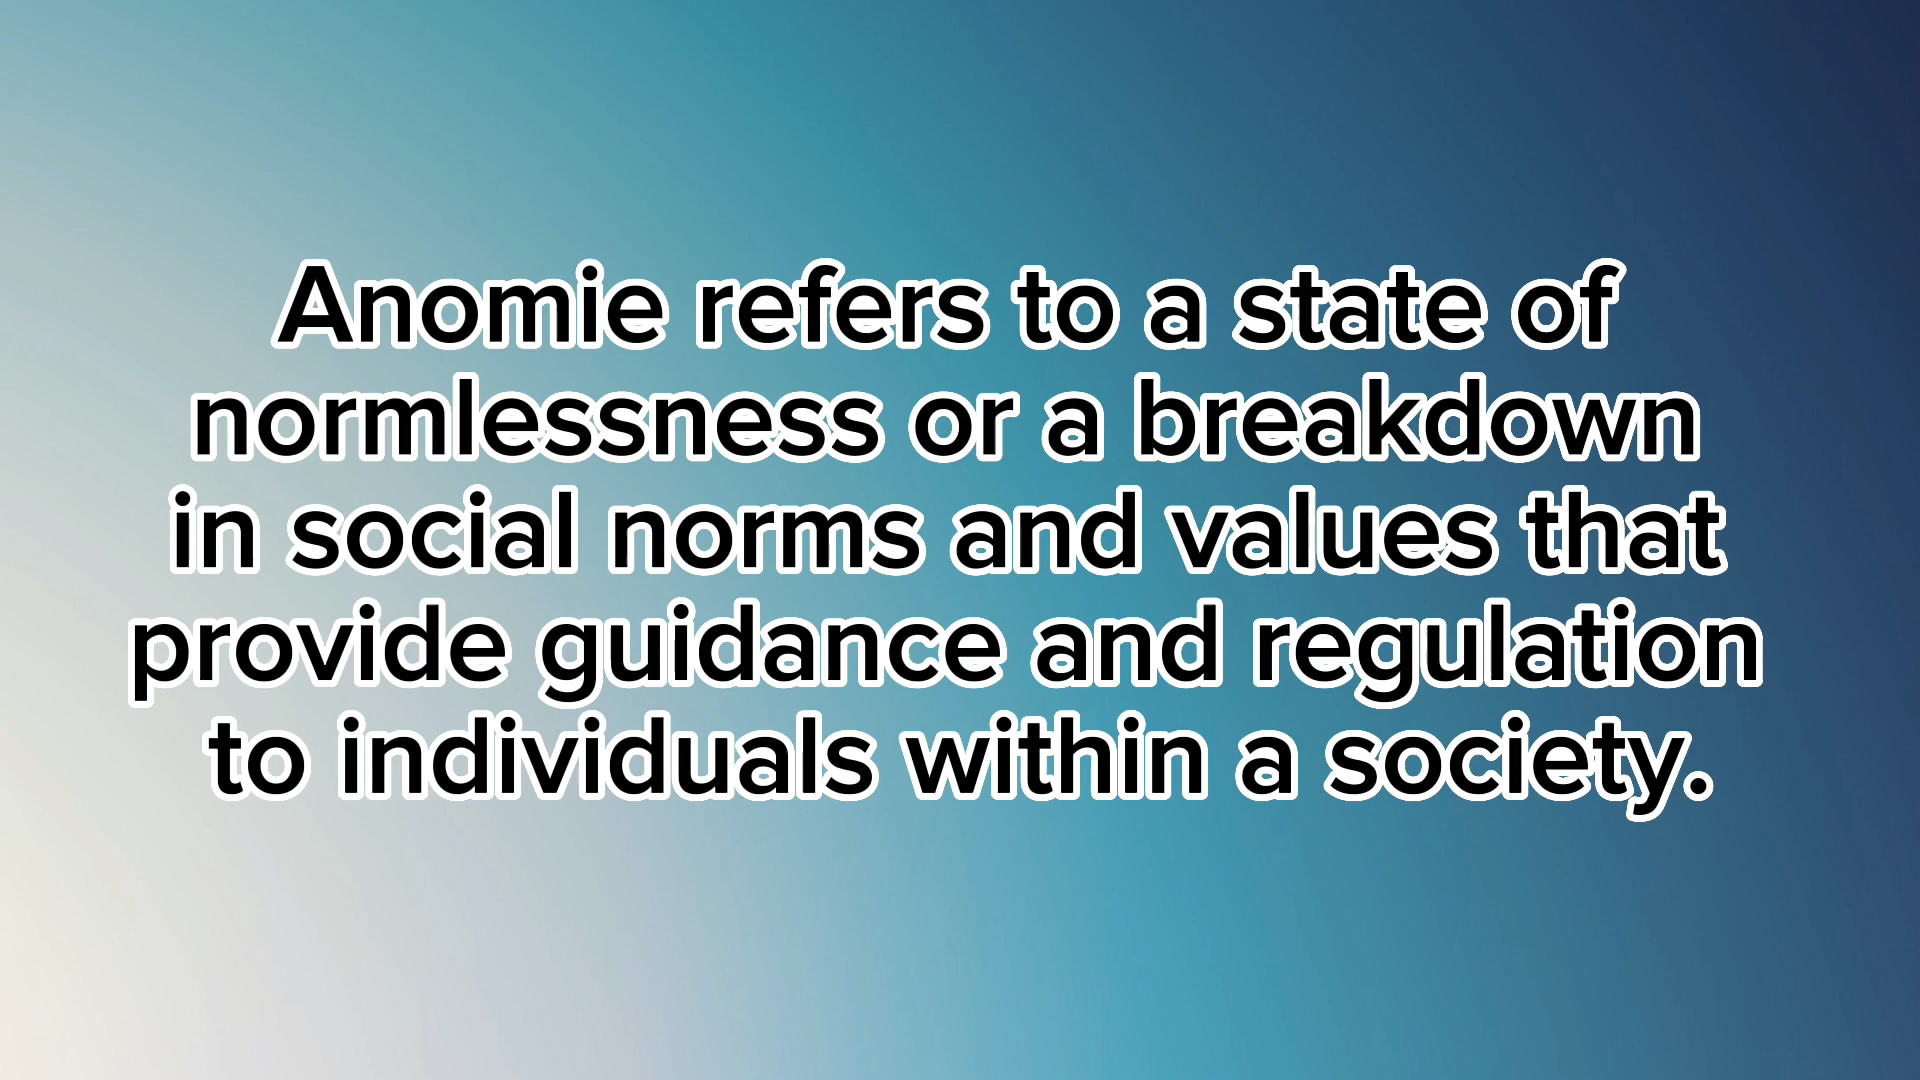 Anomie refers to a state of
normlessness or a breakdown
in social norms and values that
provide guidance and regulation
to individuals within a society.